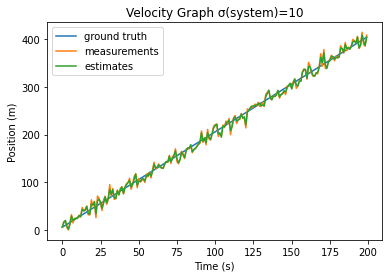 Velocity Graph σ(system)=10
ground truth
measurements
estimates
Position (m)
400
300
200
100
0
0 25 50 75 100 125 150 175 200
Time (s)